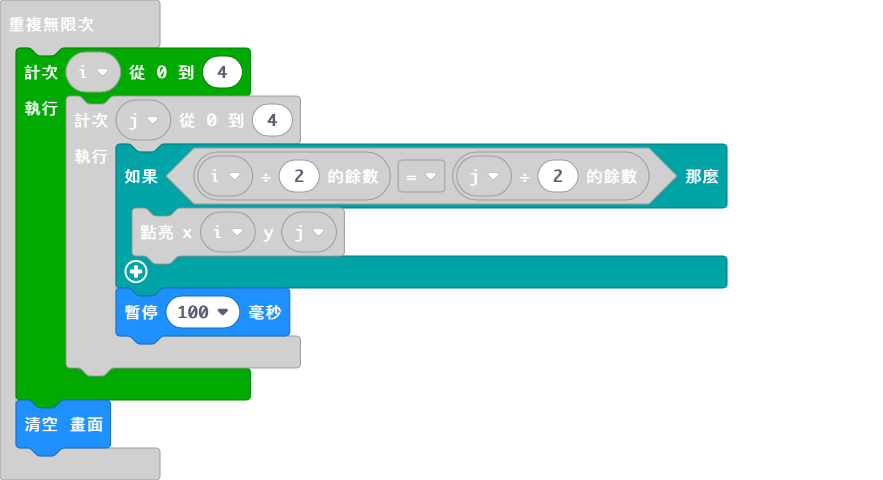 重複無限次
計次 i 從 0 到 4
執行
計次 j 從 0 到 4
執行
如果 i ÷ 2 的餘數 = j ÷ 2 的餘數 那麼
點亮 x i y j
暫停 100 毫秒
清空 畫面